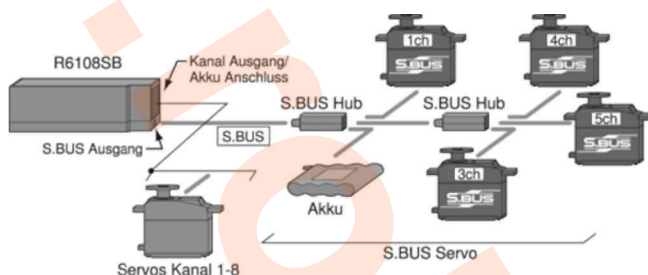 R6108SB
Kanal Ausgang/
Akku Anschluss
S.BUS Ausgang
S.BUS
S.BUS Hub
S.BUS Hub
1ch
S.BUS
4ch
S.BUS
5ch
S.BUS
3ch
S.BUS
Akku
Servos Kanal 1-8
S.BUS Servo